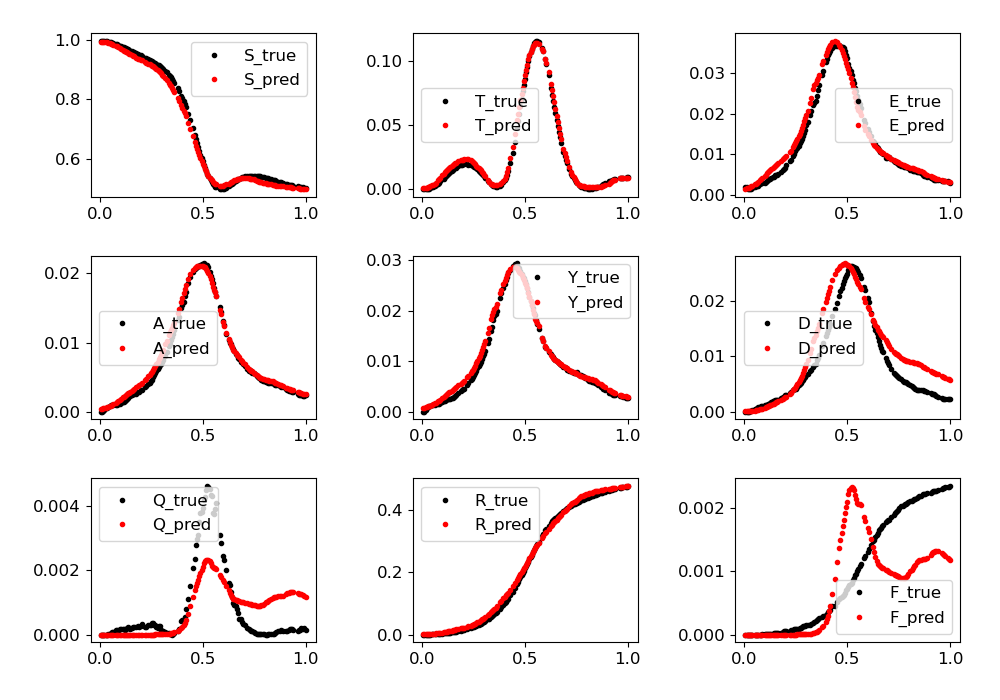 1.0
0.8
0.6
0.0 0.5 1.0
S_true
S_pred
0.10
0.05
0.00
0.0 0.5 1.0
T_true
T_pred
0.03
0.02
0.01
0.00
0.0 0.5 1.0
E_true
E_pred
0.02
0.01
0.00
0.0 0.5 1.0
A_true
A_pred
0.03
0.02
0.01
0.00
0.0 0.5 1.0
Y_true
Y_pred
0.02
0.01
0.00
0.0 0.5 1.0
D_true
D_pred
0.004
0.002
0.000
0.0 0.5 1.0
Q_true
Q_pred
0.4
0.2
0.0
0.0 0.5 1.0
R_true
R_pred
0.002
0.001
0.000
0.0 0.5 1.0
F_true
F_pred